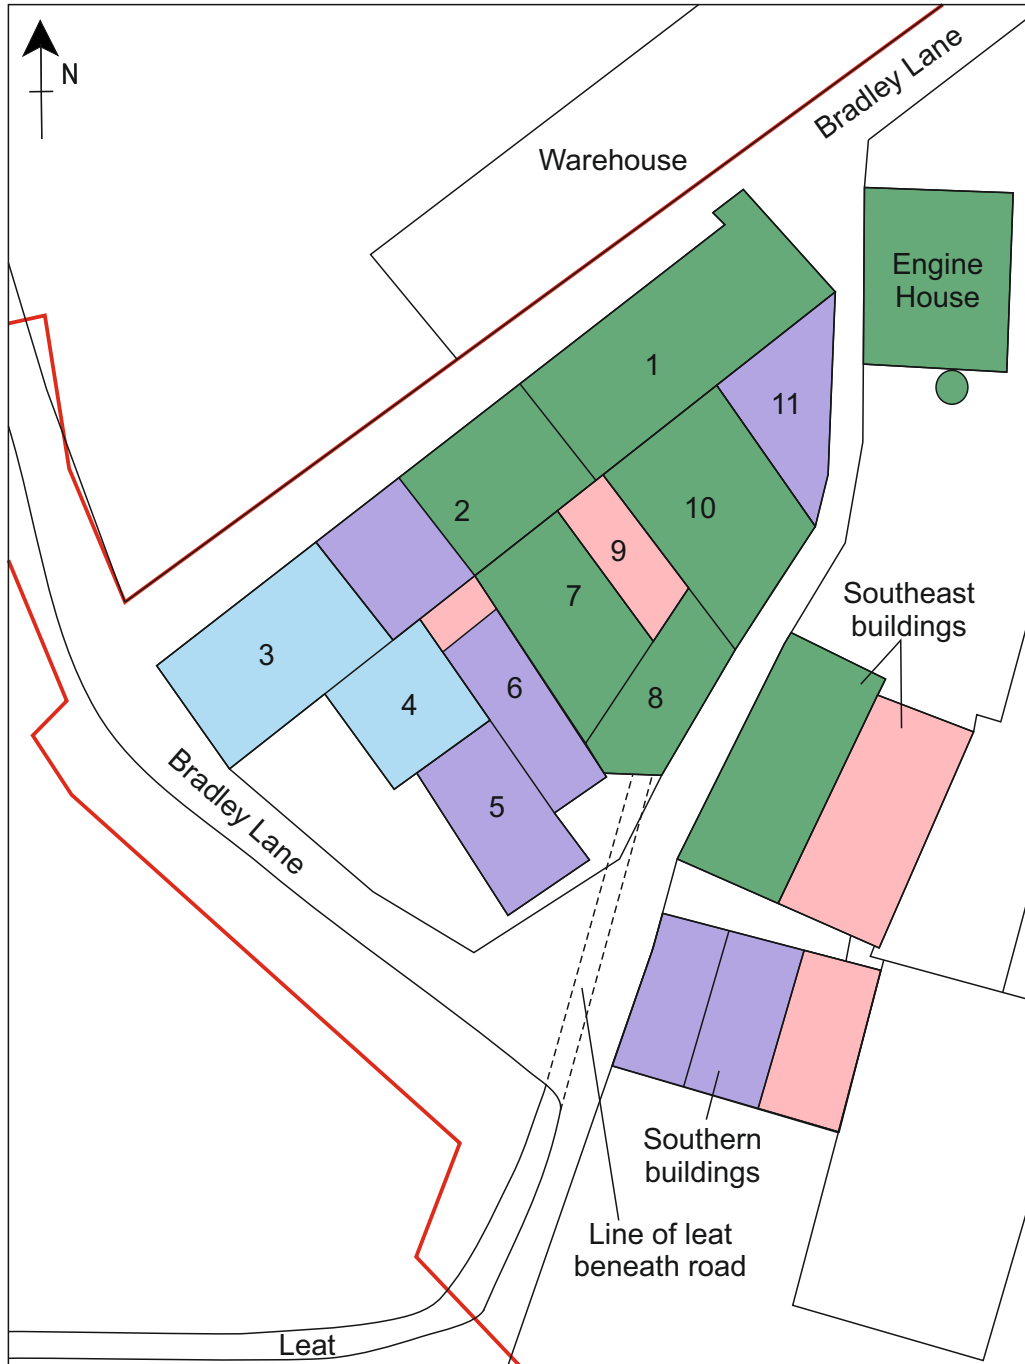 N
Bradley Lane
Warehouse
Engine
House
1
11
2
10
9
7
Southeast
buildings
3
6
4
8
Bradley Lane
5
Southern
buildings
Line of leat
beneath road
Leat